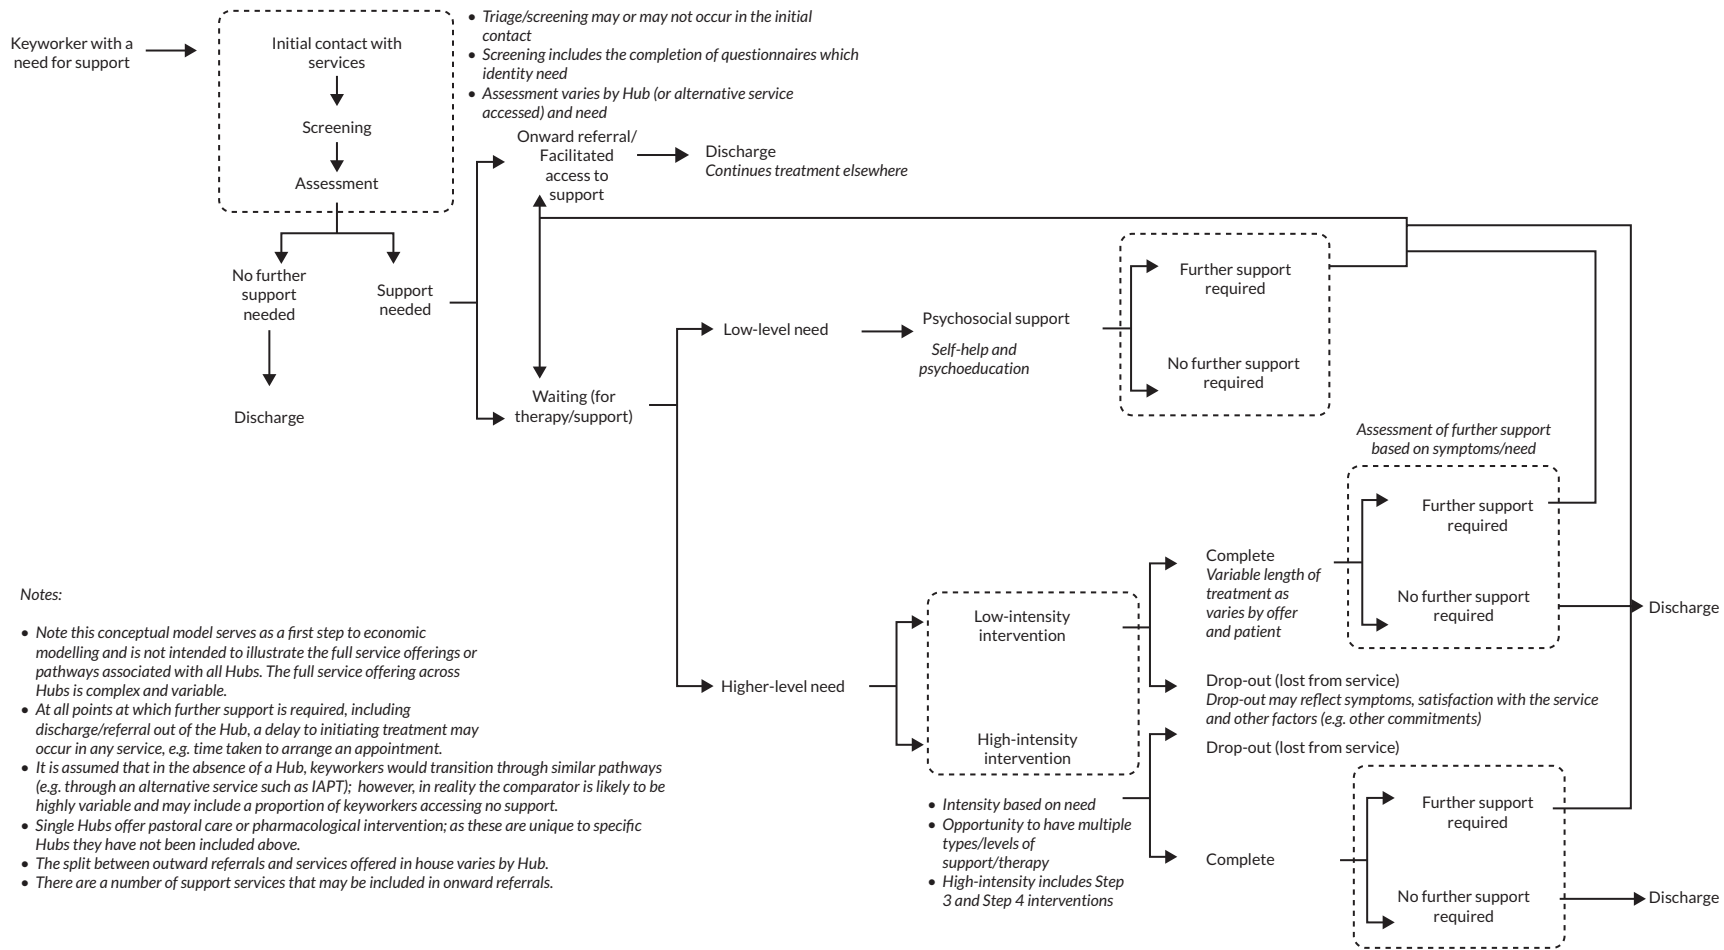 Keyworker with a
need for support
Initial contact with
services
Screening
Assessment
• Triage/screening may or may not occur in the initial
contact
• Screening includes the completion of questionnaires which
identity need
• Assessment varies by Hub (or alternative service
accessed) and need
Onward referral/
Facilitated
access to
support
Discharge
Continues treatment elsewhere
No further
support
needed
Support
needed
Discharge
Waiting (for
therapy/support)
Low-level need
Psychosocial support
Self-help and
psychoeducation
Further support
required
No further support
required
Assessment of further support
based on symptoms/need
Further support
required
No further support
required
Discharge
Complete
Variable length of
treatment as
varies by offer
and patient
Low-intensity
intervention
Higher-level need
High-intensity
intervention
Drop-out (lost from service)
Drop-out may reflect symptoms, satisfaction with the service
and other factors (e.g. other commitments)
Drop-out (lost from service)
• Intensity based on need
• Opportunity to have multiple
types/levels of
support/therapy
• High-intensity includes Step
3 and Step 4 interventions
Complete
Further support
required
No further support
required
Discharge
Notes:
• Note this conceptual model serves as a first step to economic
modelling and is not intended to illustrate the full service offerings or
pathways associated with all Hubs. The full service offering across
Hubs is complex and variable.
• At all points at which further support is required, including
discharge/referral out of the Hub, a delay to initiating treatment may
occur in any service, e.g. time taken to arrange an appointment.
• It is assumed that in the absence of a Hub, keyworkers would transition through similar pathways
(e.g. through an alternative service such as IAPT); however, in reality the comparator is likely to be
highly variable and may include a proportion of keyworkers accessing no support.
• Single Hubs offer pastoral care or pharmacological intervention; as these are unique to specific
Hubs they have not been included above.
• The split between outward referrals and services offered in house varies by Hub.
• There are a number of support services that may be included in onward referrals.